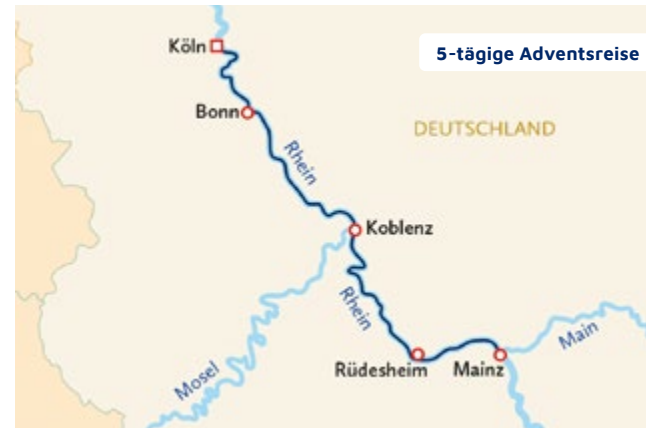 Köln
5-tägige Adventsreise
Bonn
DEUTSCHLAND
Rhein
Koblenz
Rhein
Main
Mosel
Rüdesheim
Mainz